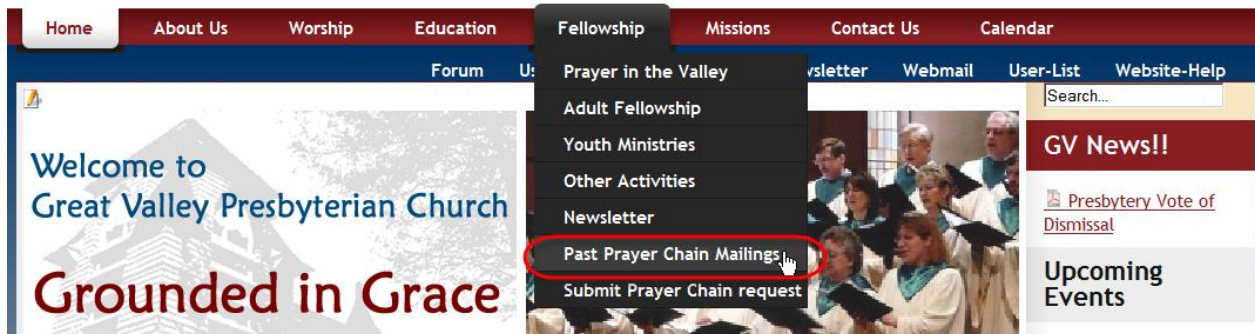 Home About Us Worship Education Fellowship Missions Contact Us Calendar
Forum Webmail User-List Website-Help
Search...
Prayer in the Valley
Adult Fellowship
Youth Ministries
Other Activities
Newsletter
Past Prayer Chain Mailings
Submit Prayer Chain request
Welcome to
Great Valley Presbyterian Church
Grounded in Grace
GV News!!
Presbytery Vote of
Dismissal
Upcoming
Events